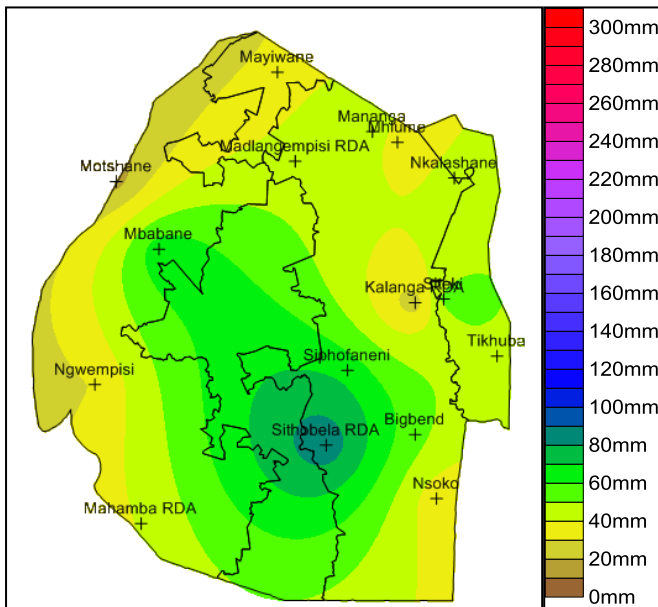 Mayiwane
Mananga
Mhlume
Madlangempisi RDA
Nkalashane
Motshane
Mbabane
Kalanga RDA
Tikhuba
Siphofaneni
Ngwempisi
Sithobela RDA
Bigbend
Nsoko
Mahamba RDA
300mm
280mm
260mm
240mm
220mm
200mm
180mm
160mm
140mm
120mm
100mm
80mm
60mm
40mm
20mm
0mm